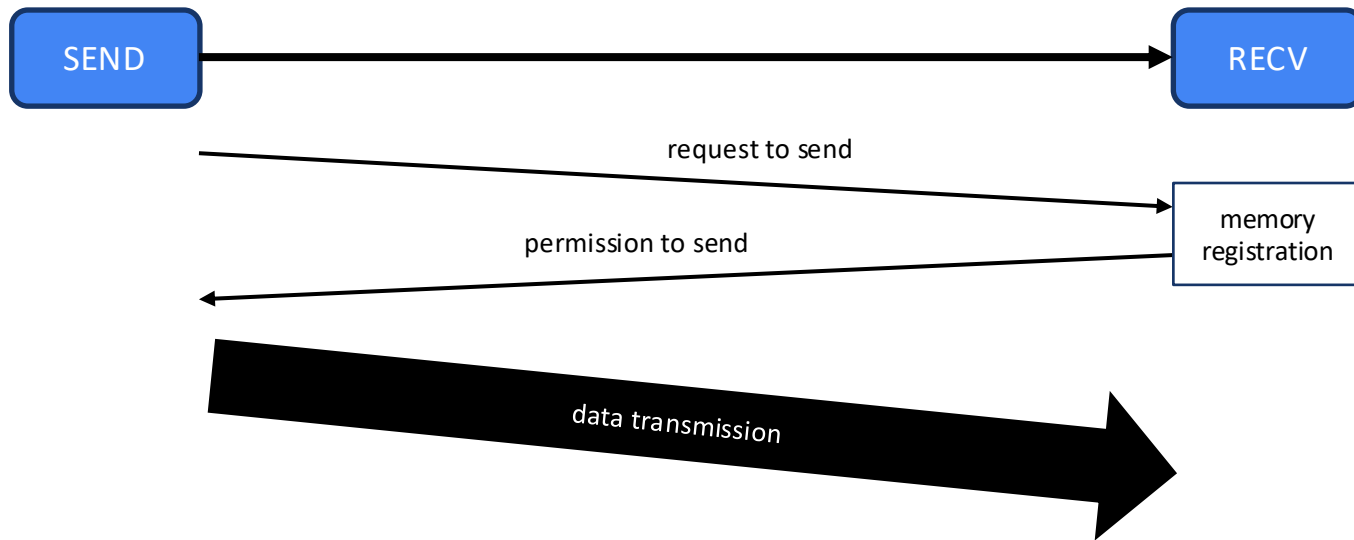 SEND
RECV
request to send
memory
registration
permission to send
data transmission